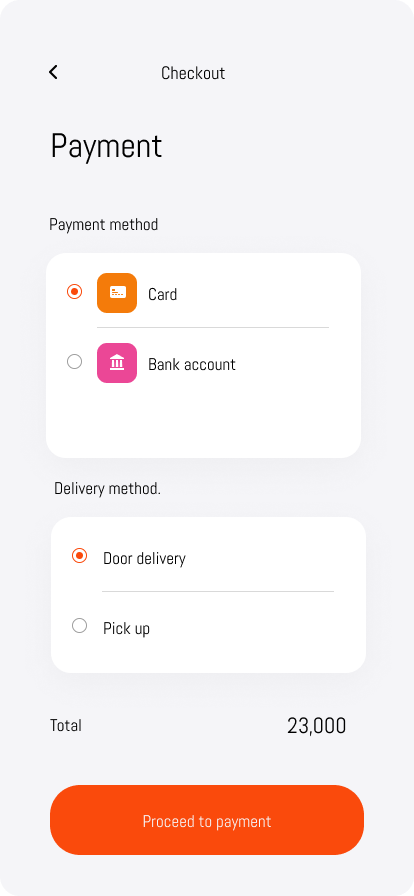 Checkout
Payment
Payment method
Card
Bank account
Delivery method.
Door delivery
Pick up
Total 23,000
Proceed to payment